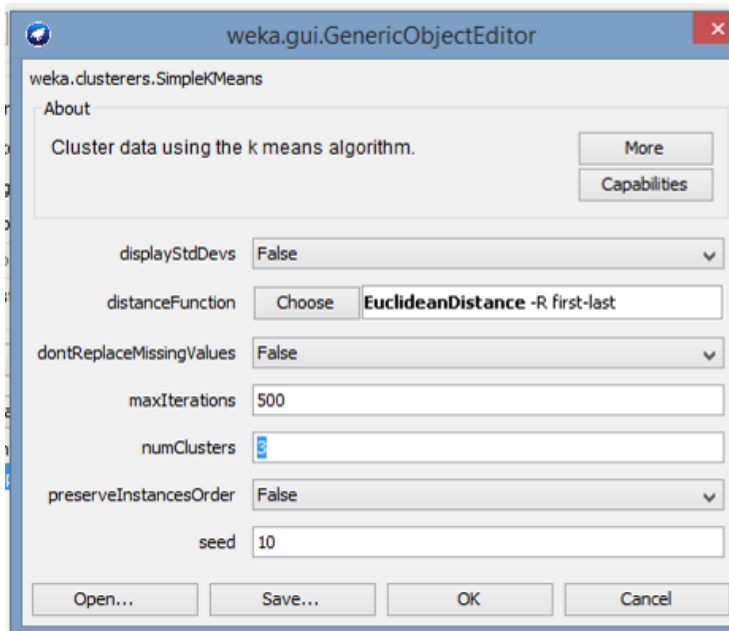 weka.gui.GenericObjectEditor
weka.clusterers.SimpleKMeans
About
Cluster data using the k means algorithm.
More
Capabilities
displayStdDevs False
distanceFunction Choose EuclideanDistance -R first-last
dontReplaceMissingValues False
maxIterations 500
numClusters 3
preserveInstancesOrder False
seed 10
Open... Save... OK Cancel